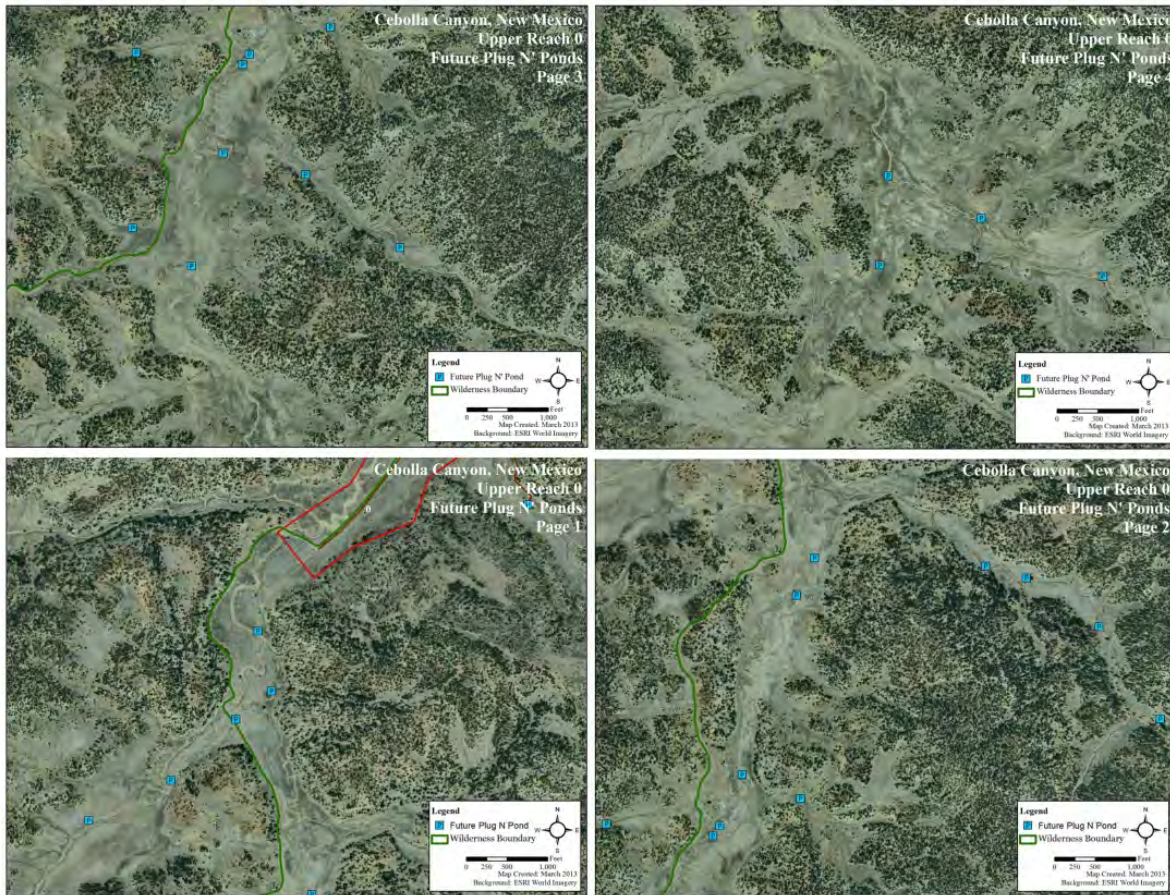 Cebolla Canyon, New Mexico
Upper Reach 0
Future Plug N' Ponds
Page 3
P
P
P
P
P
P
P
P
P
Legend
P Future Plug N' Pond
Wilderness Boundary
N
W E
S
0 250 500 1,000
Feet
Map Created: March 2013
Background: ESRI World Imagery
Cebolla Canyon, New Mexico
Upper Reach 0
Future Plug N' Ponds
Page
P
P
P
P
Legend
P Future Plug N' Pond
Wilderness Boundary
N
W E
S
0 250 500 1,000
Feet
Map Created: March 2013
Background: ESRI World Imagery
Cebolla Canyon, New Mexico
Upper Reach 0
Future Plug N' Ponds
Page 1
0
P
P
P
P
P
P
P
Legend
P Future Plug N Pond
Wilderness Boundary
N
W E
S
0 250 500 1,000
Feet
Map Created: March 2013
Background: ESRI World Imagery
Cebolla Canyon, New Mexico
Upper Reach 0
Future Plug N' Ponds
Page 2
P
P
P
P
P
P
P
P
P
P
P
Legend
P Future Plug N' Pond
Wilderness Boundary
N
W E
S
0 250 500 1,000
Feet
Map Created: March 2013
Background: ESRI World Imagery